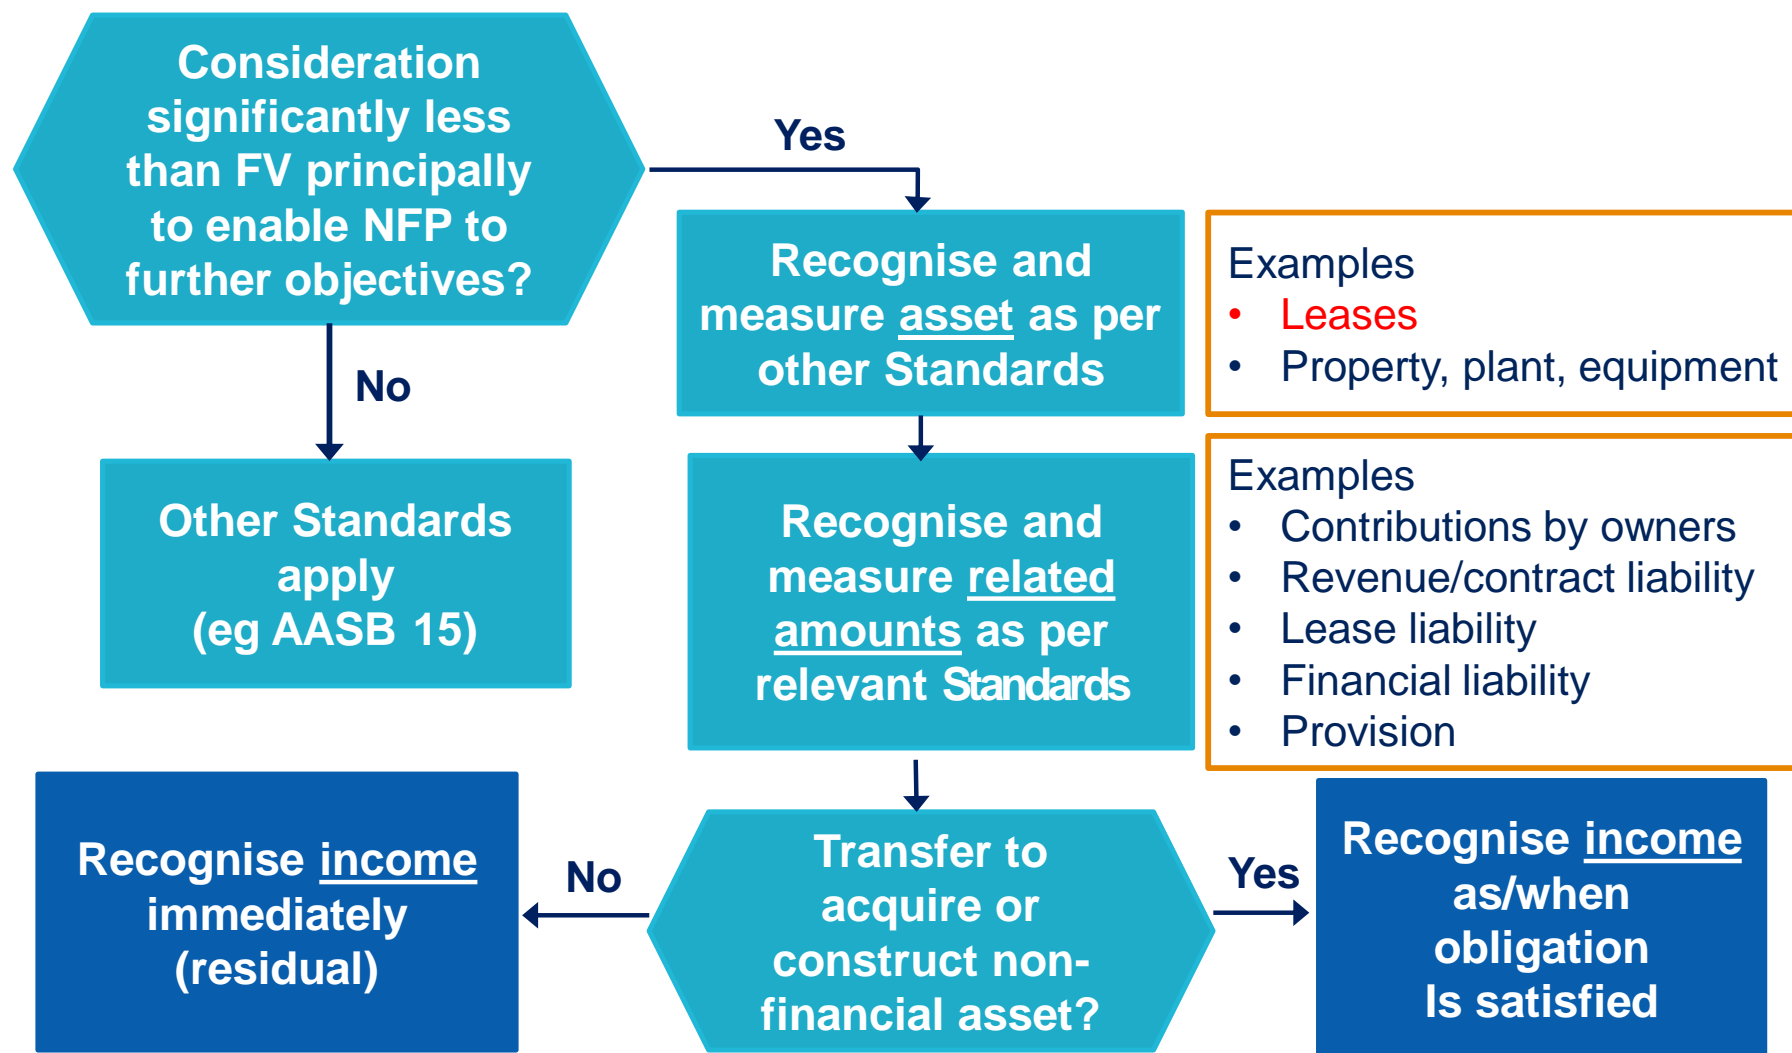 Consideration
significantly less
than FV principally
to enable NFP to
further objectives?
Yes
No
Recognise and
measure asset as per
other Standards
Examples
• Leases
• Property, plant, equipment
Other Standards
apply
(eg AASB 15)
Recognise and
measure related
amounts as per
relevant Standards
Examples
• Contributions by owners
• Revenue/contract liability
• Lease liability
• Financial liability
• Provision
Recognise income
immediately
(residual)
No
Transfer to
acquire or
construct non-
financial asset?
Yes
Recognise income
as/when
obligation
Is satisfied